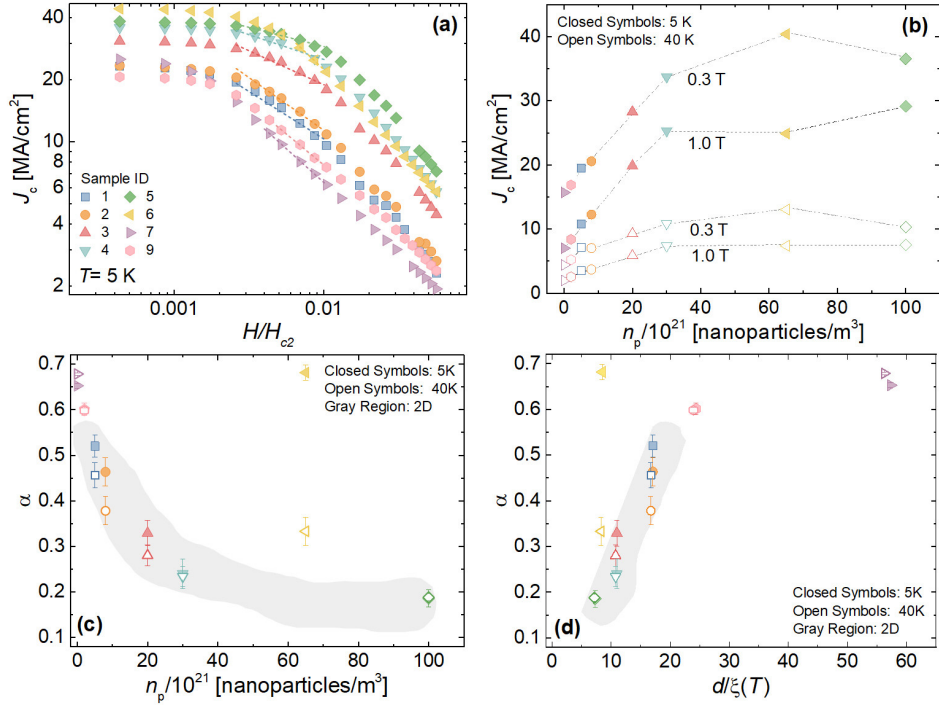 (a)
J_c [MA/cm²]
40
20
10
8
6
4
2
Sample ID
1 5
2 6
3 7
4 9
T= 5 K
0.001 0.01
H/H_c2
(b)
Closed Symbols: 5 K
Open Symbols: 40 K
J_c [MA/cm²]
40
30
20
10
0
0.3 T
1.0 T
0.3 T
1.0 T
0 20 40 60 80 100
n_p/10²¹ [nanoparticles/m³]
α
0.7
0.6
0.5
0.4
0.3
0.2
0.1
Closed Symbols: 5K
Open Symbols: 40K
Gray Region: 2D
(c)
0 20 40 60 80 100
n_p/10²¹ [nanoparticles/m³]
α
0.7
0.6
0.5
0.4
0.3
0.2
0.1
Closed Symbols: 5K
Open Symbols: 40K
Gray Region: 2D
(d)
0 10 20 30 40 50 60
d/ξ(T)